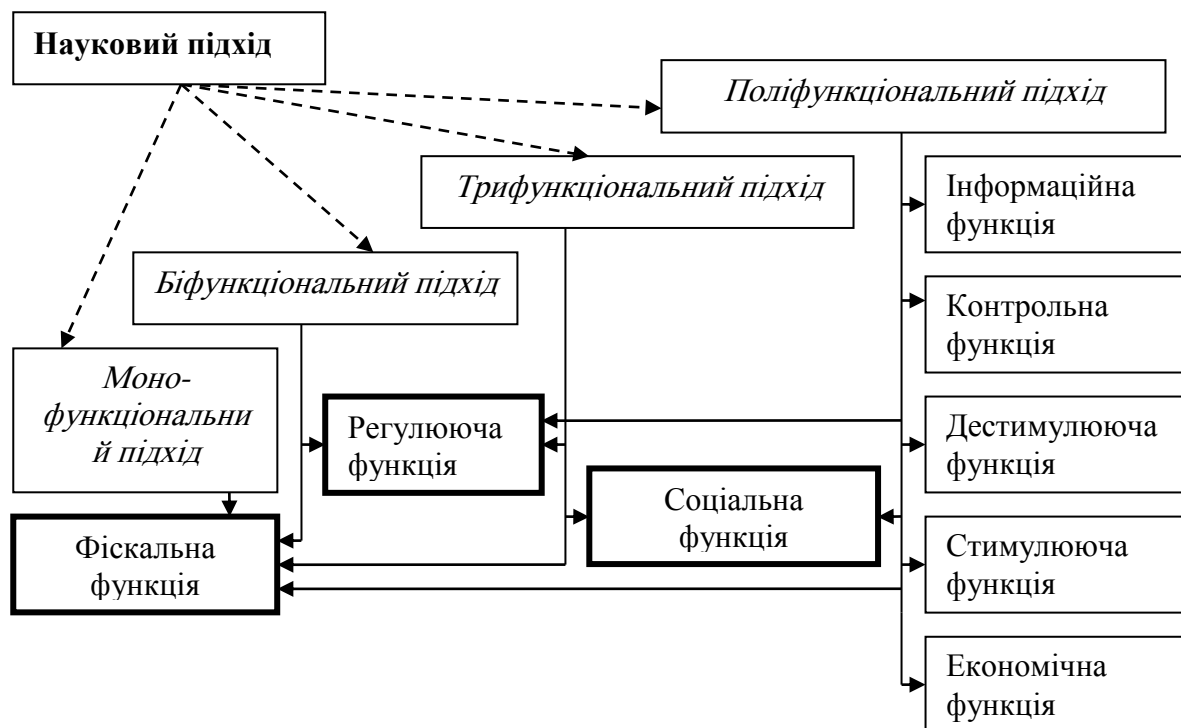 Науковий підхід
Поліфункціональний підхід
Трифункціональний підхід
Інформаційна
функція
Біфункціональний підхід
Контрольна
функція
Моно-
функціональни
й підхід
Регулююча
функція
Дестимулююча
функція
Соціальна
функція
Фіскальна
функція
Стимулююча
функція
Економічна
функція